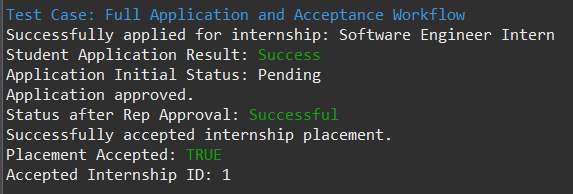 Test Case: Full Application and Acceptance Workflow
Successfully applied for internship: Software Engineer Intern
Student Application Result: Success
Application Initial Status: Pending
Application approved.
Status after Rep Approval: Successful
Successfully accepted internship placement.
Placement Accepted: TRUE
Accepted Internship ID: 1